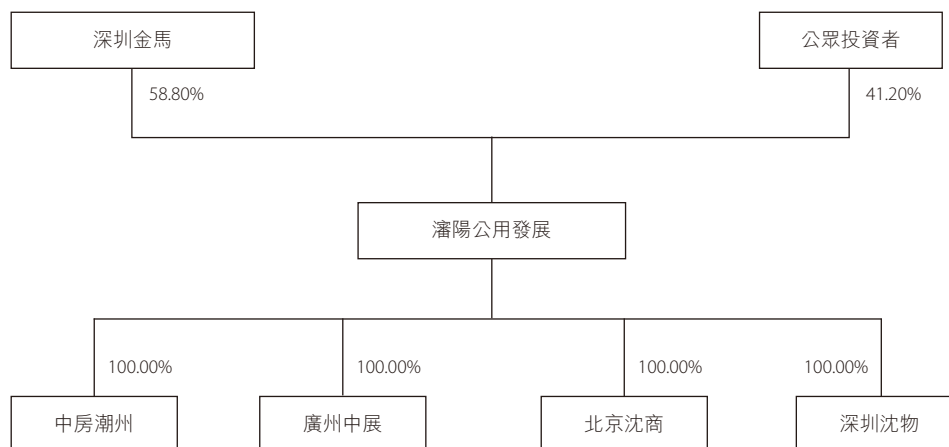 深圳金馬
公眾投資者
58.80%
41.20%
瀋陽公用發展
100.00%
100.00%
100.00%
100.00%
中房潮州
廣州中展
北京沈商
深圳沈物